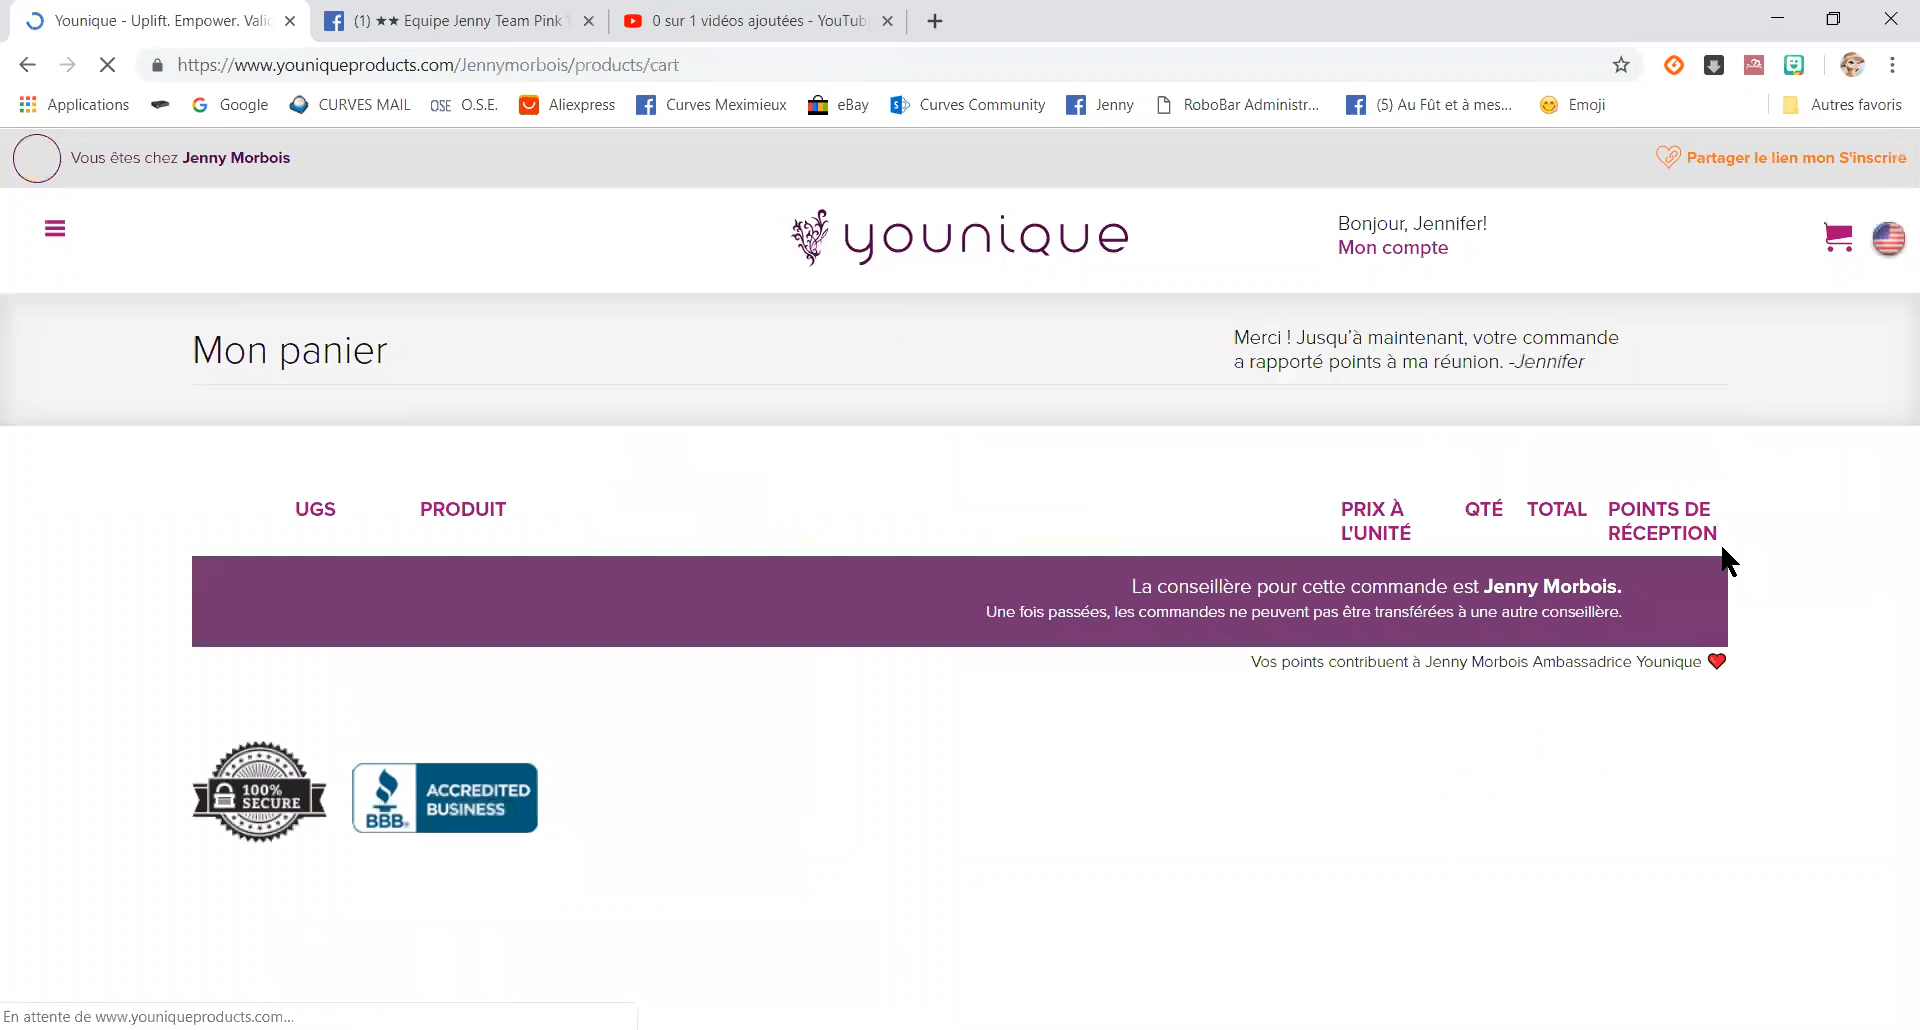 Younique - Uplift. Empower. Valid
(1) ★★ Equipe Jenny Team Pink
0 sur 1 vidéos ajoutées - YouTub
https://www.youniqueproducts.com/Jennymorbois/products/cart
Applications
Google
CURVES MAIL
OSE O.S.E.
Aliexpress
Curves Meximieux
eBay
Curves Community
Jenny
RoboBar Administr...
(5) Au Fût et à mes...
Emoji
Autres favoris
Vous êtes chez Jenny Morbois
Partager le lien mon S'inscrire
younique
Bonjour, Jennifer!
Mon compte
Mon panier
Merci ! Jusqu’à maintenant, votre commande
a rapporté points à ma réunion. -Jennifer
UGS
PRODUIT
PRIX À
L'UNITÉ
QTÉ
TOTAL
POINTS DE
RÉCEPTION
La conseillère pour cette commande est Jenny Morbois.
Une fois passées, les commandes ne peuvent pas être transférées à une autre conseillère.
Vos points contribuent à Jenny Morbois Ambassadrice Younique ❤
100%
SECURE
BBB.
ACCREDITED
BUSINESS
En attente de www.youniqueproducts.com...